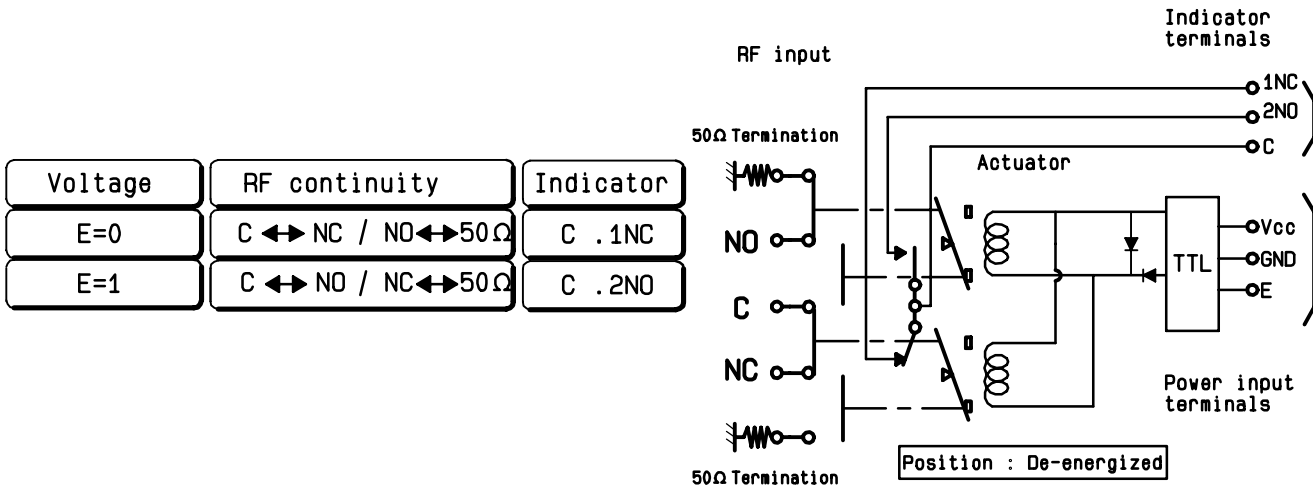 Voltage RF continuity Indicator
E=0 C ↔ NC / NO↔50Ω C .1NC
E=1 C ↔ NO / NC↔50Ω C .2NO
Indicator
terminals
RF input
1NC
2NO
C
50Ω Termination
Actuator
NO
C
NC
50Ω Termination
TTL
Vcc
GND
E
Power input
terminals
Position : De-energized